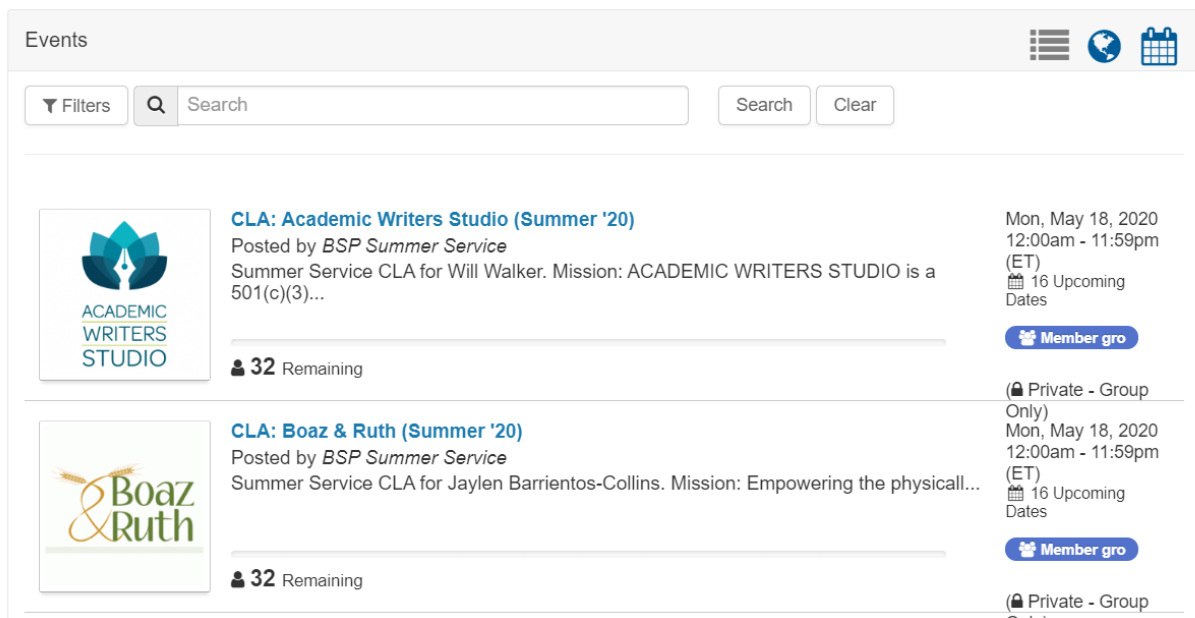 Events
Filters
Search
Search
Clear
ACADEMIC
WRITERS
STUDIO
CLA: Academic Writers Studio (Summer '20)
Posted by BSP Summer Service
Summer Service CLA for Will Walker. Mission: ACADEMIC WRITERS STUDIO is a
501(c)(3)...
32 Remaining
Mon, May 18, 2020
12:00am - 11:59pm
(ET)
16 Upcoming
Dates
Member gro
(Private - Group
Only)
Boaz
&Ruth
CLA: Boaz & Ruth (Summer '20)
Posted by BSP Summer Service
Summer Service CLA for Jaylen Barrientos-Collins. Mission: Empowering the physicall...
32 Remaining
Mon, May 18, 2020
12:00am - 11:59pm
(ET)
16 Upcoming
Dates
Member gro
(Private - Group